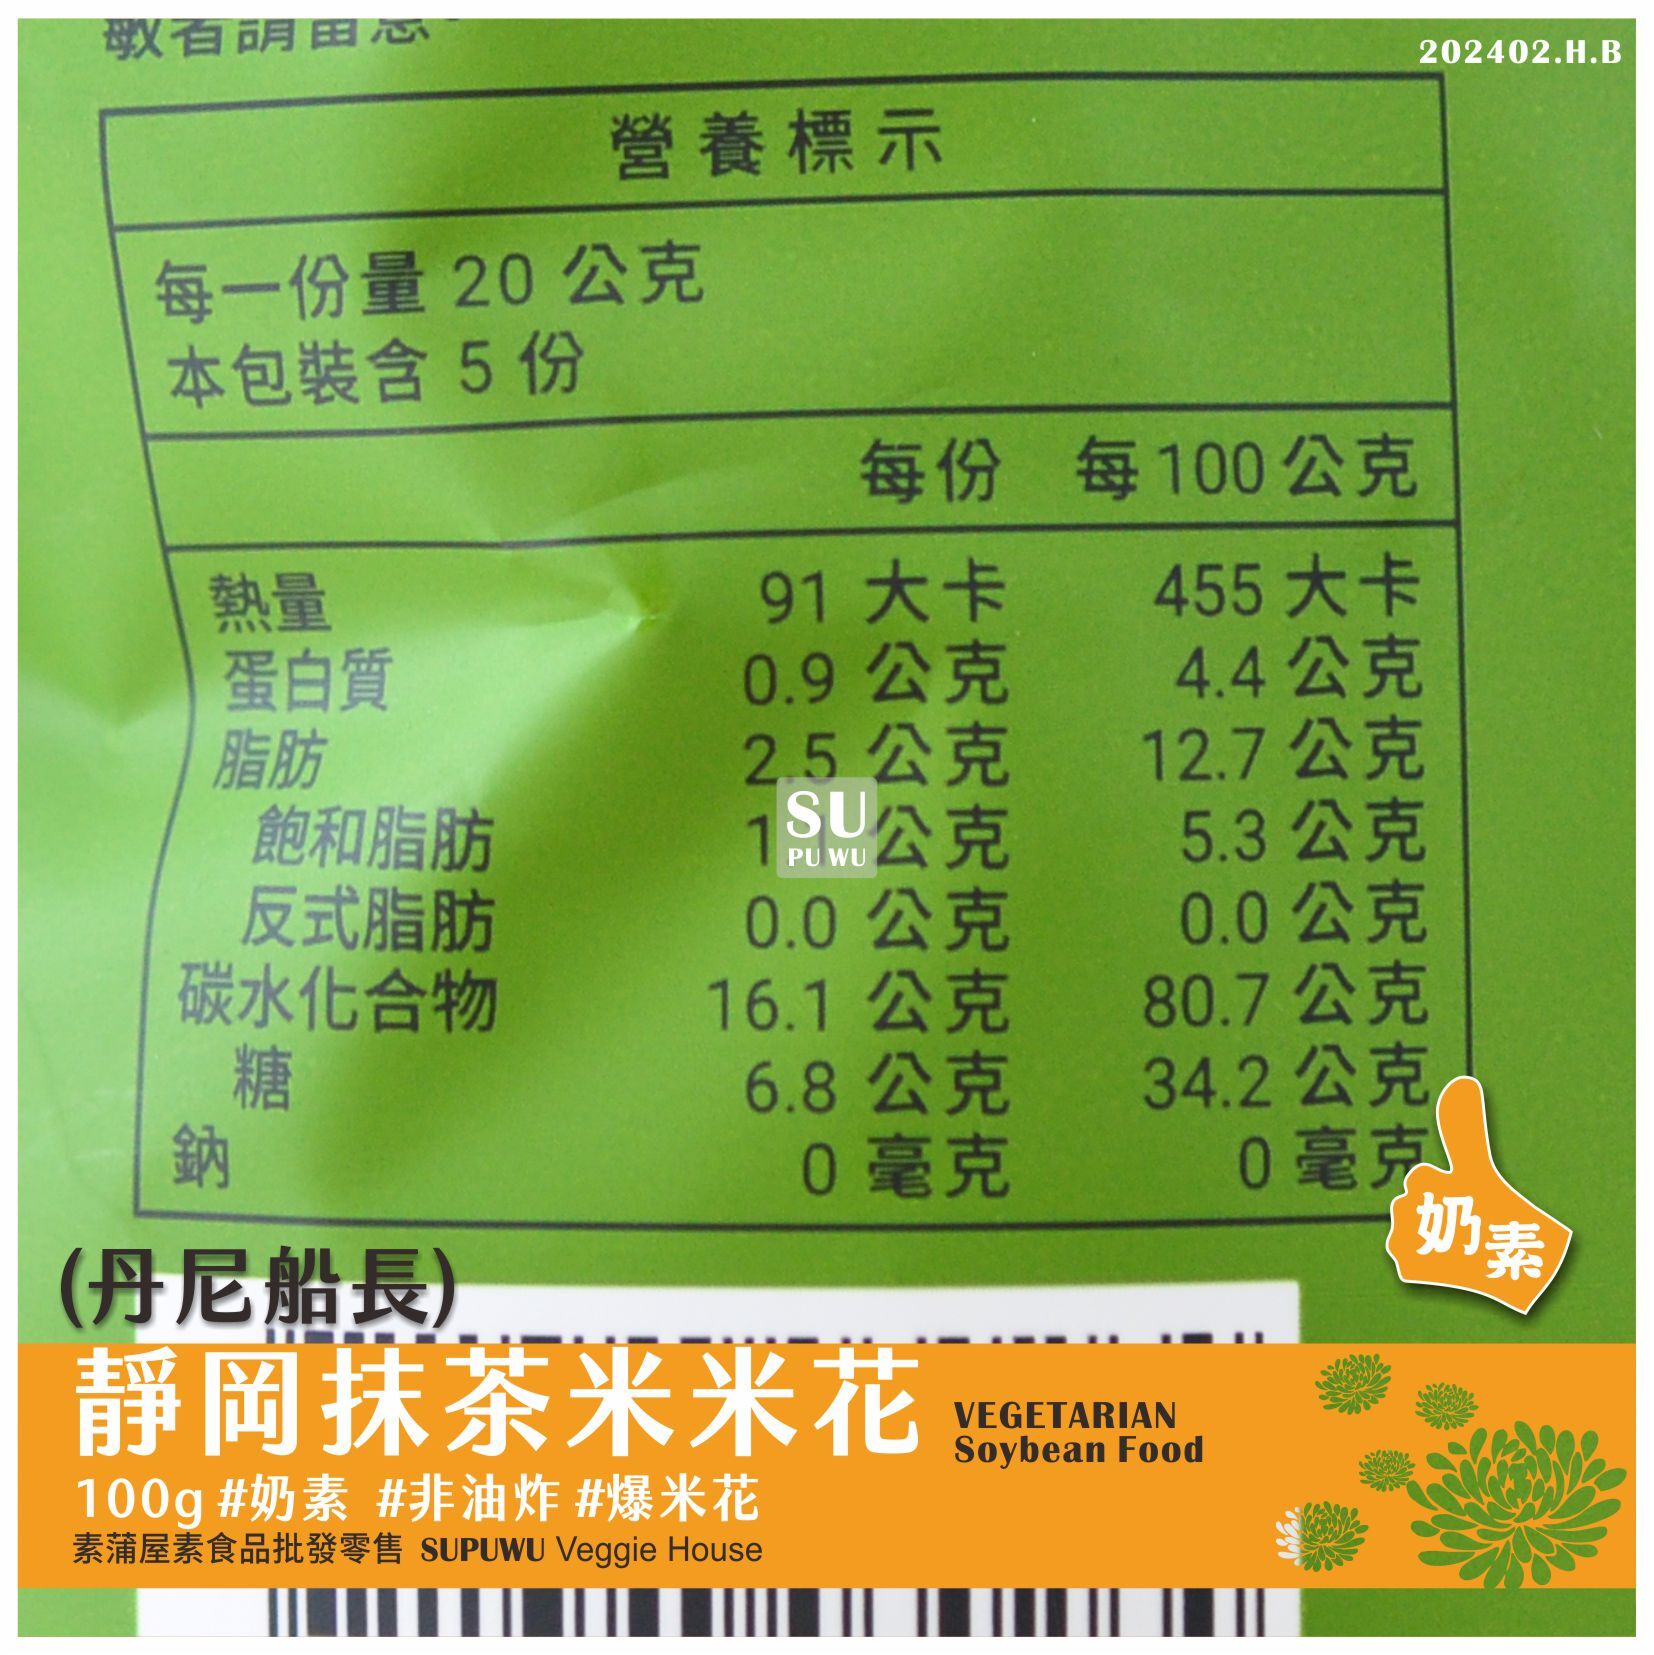 敏者請留意
202402.H.B
營養標示
每一份量 20 公克
本包裝含 5 份
每份 每100公克
熱量 91 大卡 455 大卡
蛋白質 0.9 公克 4.4 公克
脂肪 2.5 公克 12.7 公克
飽和脂肪 1.1 公克 5.3 公克
反式脂肪 0.0 公克 0.0 公克
碳水化合物 16.1 公克 80.7 公克
糖 6.8 公克 34.2 公克
鈉 0 毫克 0 毫克
SU
PU WU
奶素
(丹尼船長)
靜岡抹茶米米花
VEGETARIAN
Soybean Food
100g #奶素 #非油炸 #爆米花
素蒲屋素食品批發零售 SUPUWU Veggie House